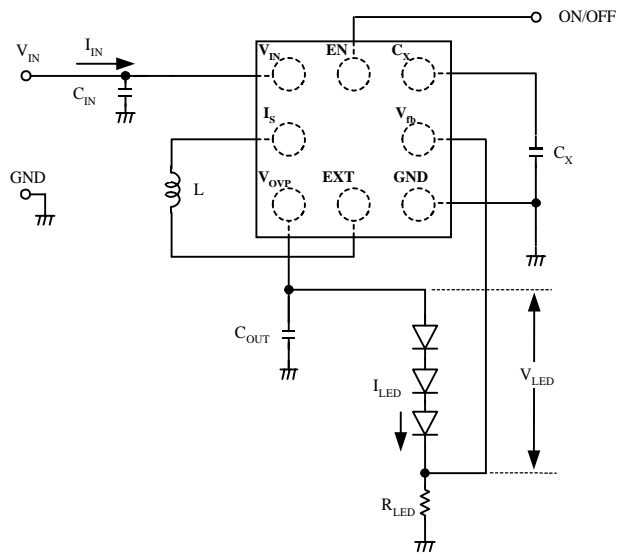 ON/OFF
V_IN
I_IN
C_IN
V_IN EN C_X
I_S V_fb
V_OVP EXT GND
L
C_X
GND
C_OUT
I_LED
V_LED
R_LED